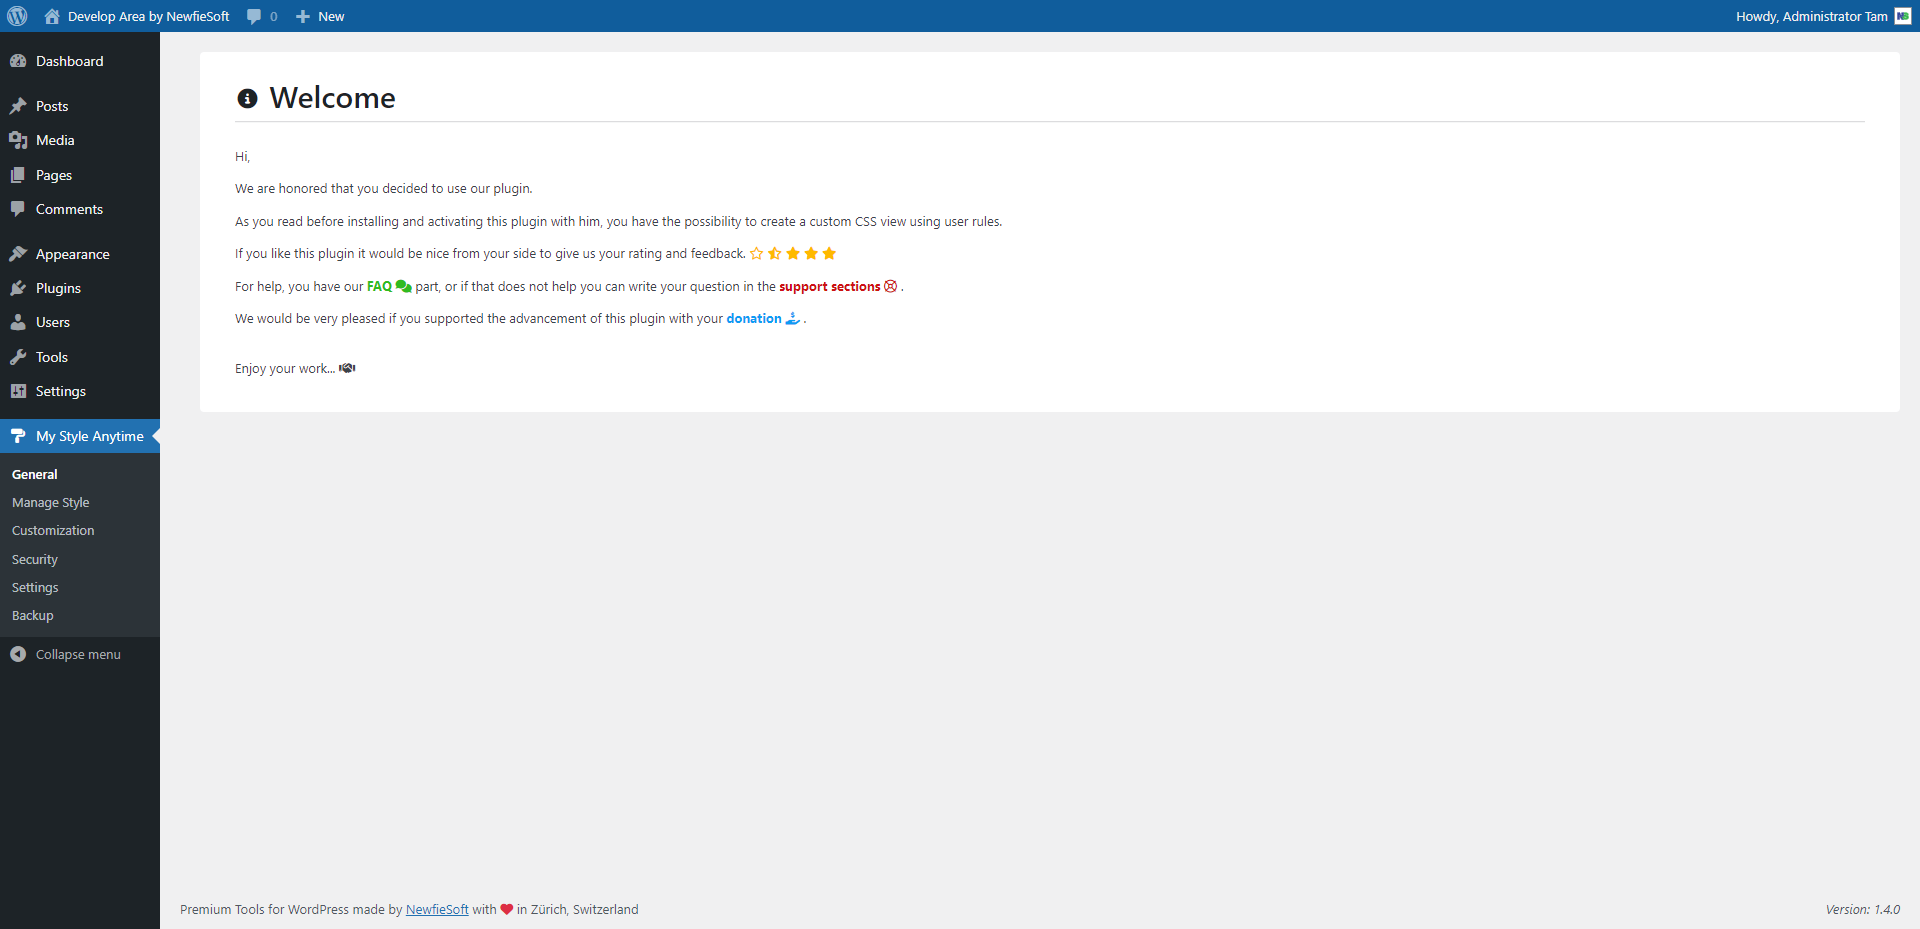 Develop Area by NewfieSoft 0 New Howdy, Administrator Tam
Dashboard
Posts
Media
Pages
Comments
Appearance
Plugins
Users
Tools
Settings
My Style Anytime
General
Manage Style
Customization
Security
Settings
Backup
Collapse menu
Welcome
Hi,
We are honored that you decided to use our plugin.
As you read before installing and activating this plugin with him, you have the possibility to create a custom CSS view using user rules.
If you like this plugin it would be nice from your side to give us your rating and feedback.
For help, you have our FAQ part, or if that does not help you can write your question in the support sections .
We would be very pleased if you supported the advancement of this plugin with your donation .
Enjoy your work...
Premium Tools for WordPress made by NewfieSoft with in Zürich, Switzerland
Version: 1.4.0